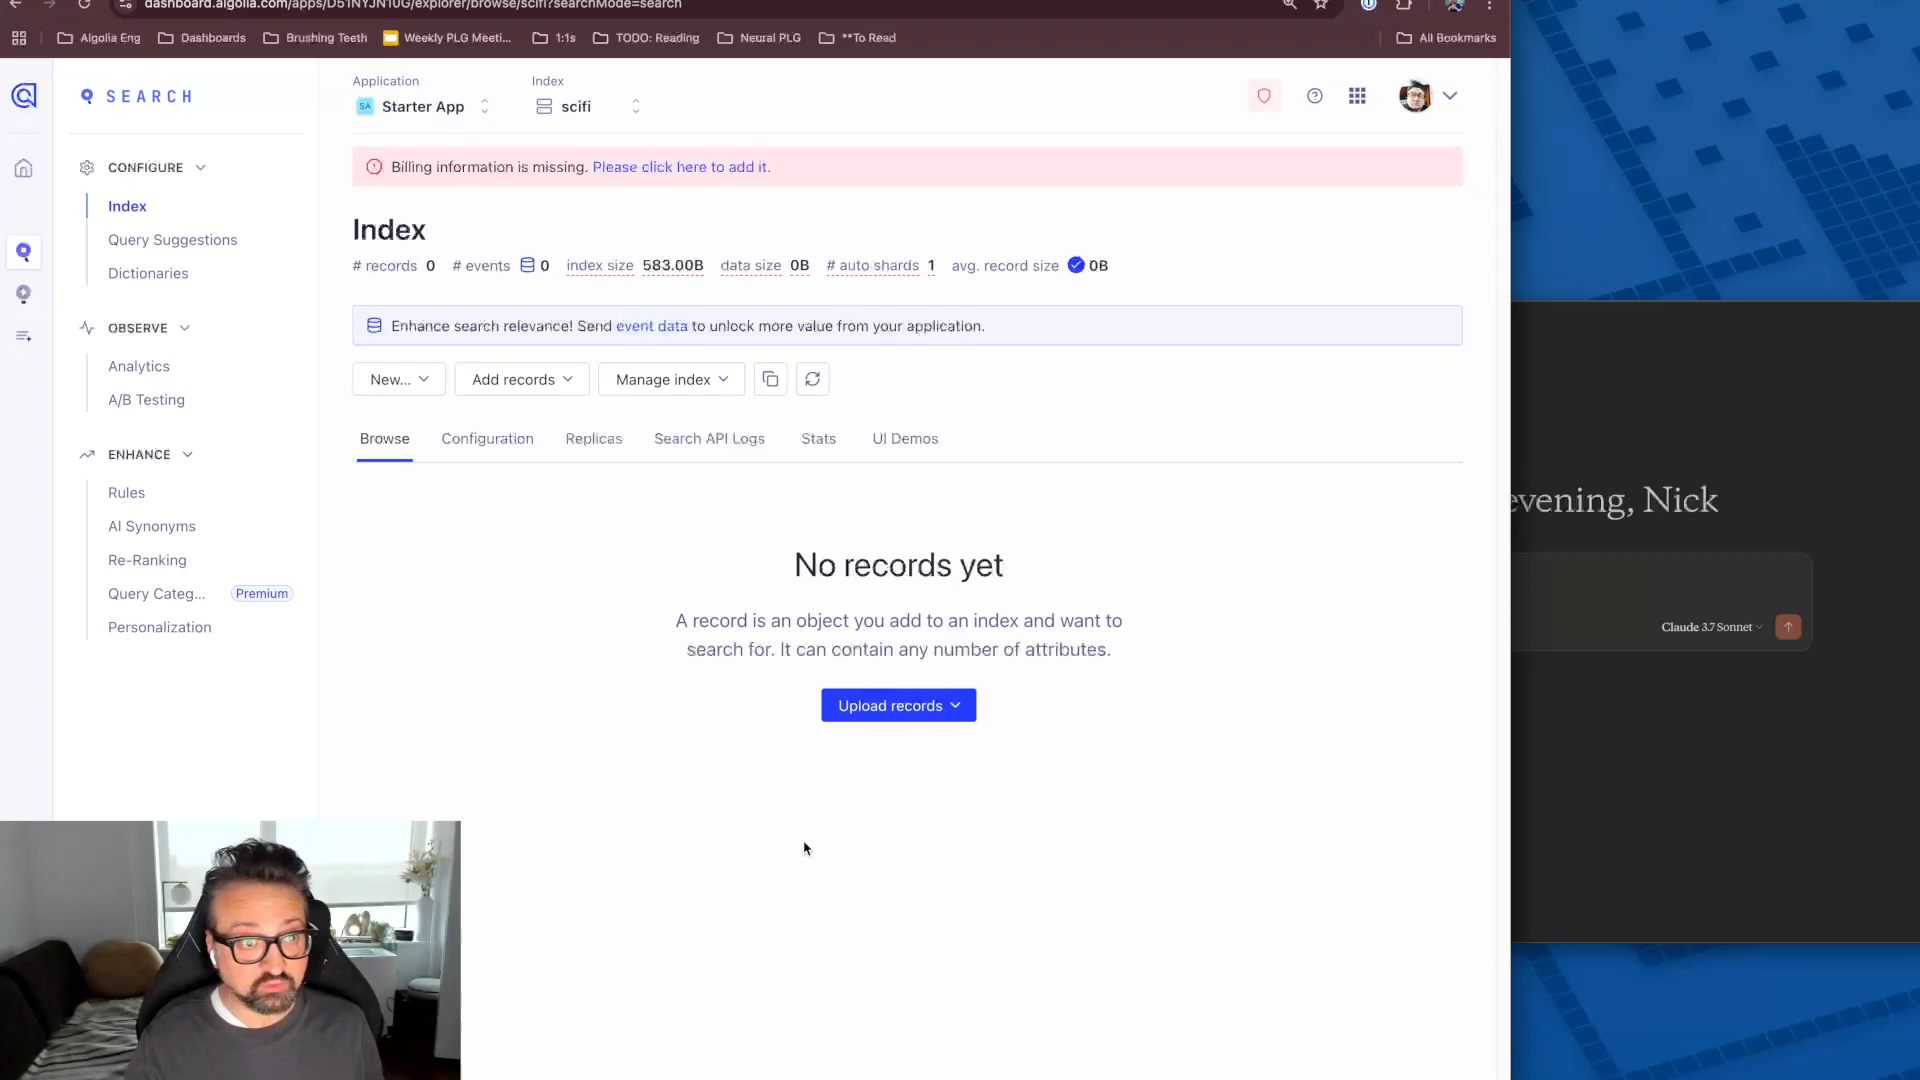 dashboard.algolia.com/apps/D51NYJN10G/explorer/browse/scifi?searchMode=search
Algolia Eng
Dashboards
Brushing Teeth
Weekly PLG Meeti...
1:1s
TODO: Reading
Neural PLG
**To Read
All Bookmarks
SEARCH
Application
Index
SA Starter App
scifi
CONFIGURE
Index
Query Suggestions
Dictionaries
OBSERVE
Analytics
A/B Testing
ENHANCE
Rules
AI Synonyms
Re-Ranking
Query Categ... Premium
Personalization
Billing information is missing. Please click here to add it.
Index
# records 0 # events 0 index size 583.00B data size 0B # auto shards 1 avg. record size 0B
Enhance search relevance! Send event data to unlock more value from your application.
New...
Add records
Manage index
Browse
Configuration
Replicas
Search API Logs
Stats
UI Demos
No records yet
A record is an object you add to an index and want to
search for. It can contain any number of attributes.
Upload records
evening, Nick
Claude 3.7 Sonnet